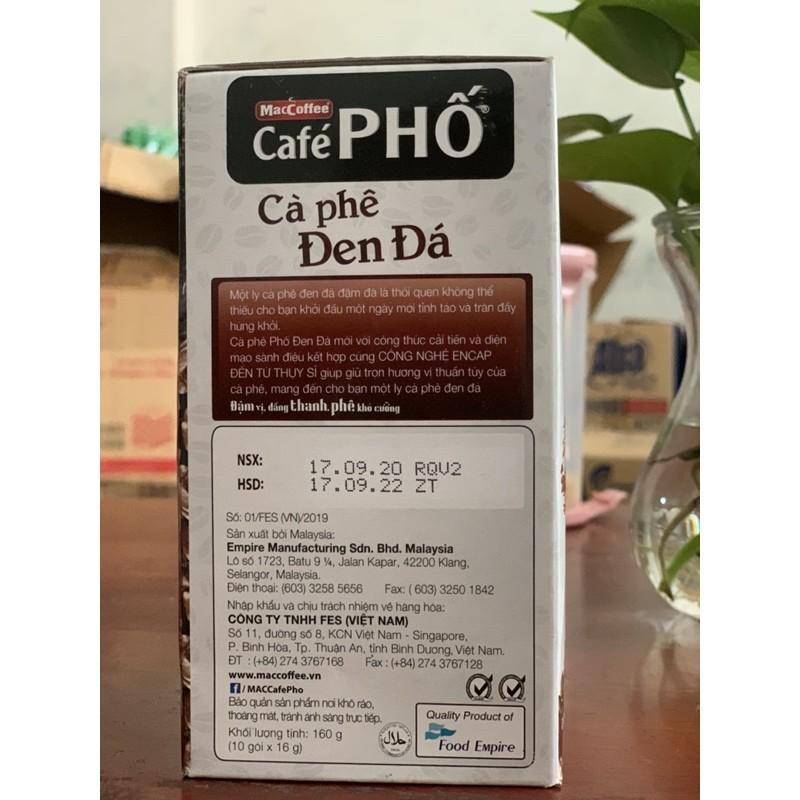 MacCoffee
Café PHỐ
Cà phê
Đen Đá
Một ly cà phê đen đá đậm đà là thói quen không thể
thiếu cho bạn khởi đầu một ngày mới tỉnh táo và tràn đầy
hứng khởi.
Cà phê Phố Đen Đá mới với công thức cải tiến và diện
mạo sành điệu kết hợp cùng CÔNG NGHỆ ENCAP
ĐẾN TỪ THỤY SĨ giúp giữ trọn hương vị thuần túy của
cà phê, mang đến cho bạn một ly cà phê đen đá
Đậm vị, đắng thanh, phê khó cưỡng
NSX: 17.09.20 RQV2
HSD: 17.09.22 ZT
Số: 01/FES (VN)/2019
Sản xuất bởi Malaysia:
Empire Manufacturing Sdn. Bhd. Malaysia
Lô số 1723, Batu 9 ¼, Jalan Kapar, 42200 Klang,
Selangor, Malaysia.
Điện thoại: (603) 3258 5656 Fax: ( 603) 3250 1842
Nhập khẩu và chịu trách nhiệm về hàng hóa:
CÔNG TY TNHH FES (VIỆT NAM)
Số 11, đường số 8, KCN Việt Nam - Singapore,
P. Bình Hòa, Tp. Thuận An, tỉnh Bình Dương, Việt Nam.
ĐT : (+84) 274 3767168 Fax : (+84) 274 3767128
www.maccoffee.vn
f/MACCafePho
Bảo quản sản phẩm nơi khô ráo,
thoáng mát, tránh ánh sáng trực tiếp.
Khối lượng tịnh: 160 g
(10 gói x 16 g)
حلال
Quality Product of
Food Empire